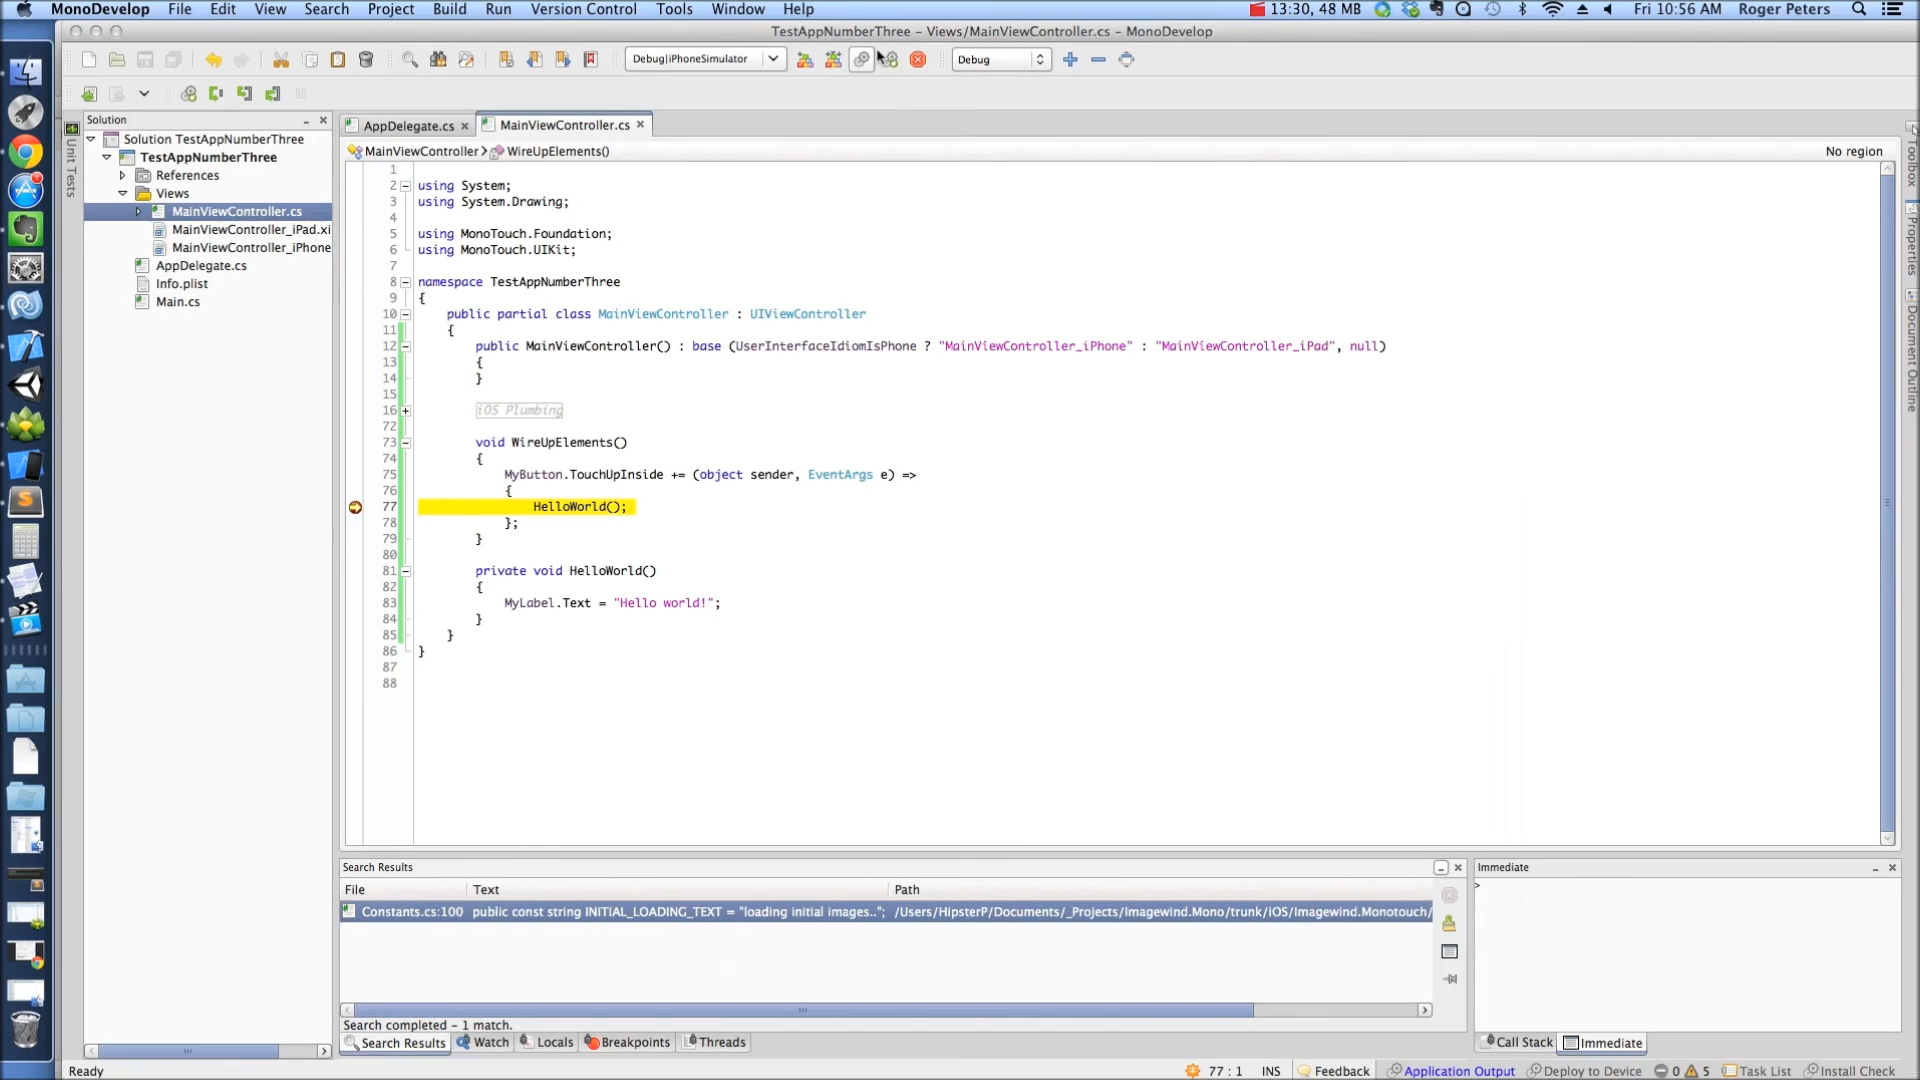 MonoDevelop File Edit View Search Project Build Run Version Control Tools Window Help 13:30, 48 MB Fri 10:56 AM Roger Peters
TestAppNumberThree – Views/MainViewController.cs – MonoDevelop
Debug|iPhoneSimulator Debug
Solution
Solution TestAppNumberThree
TestAppNumberThree
References
Views
MainViewController.cs
MainViewController_iPad.xi
MainViewController_iPhone
AppDelegate.cs
Info.plist
Main.cs
Unit Tests
AppDelegate.cs MainViewController.cs
MainViewController WireUpElements() No region
1
2 using System;
3 using System.Drawing;
4
5 using MonoTouch.Foundation;
6 using MonoTouch.UIKit;
7
8 namespace TestAppNumberThree
9 {
10 public partial class MainViewController : UIViewController
11 {
12 public MainViewController() : base (UserInterfaceIdiomIsPhone ? "MainViewController_iPhone" : "MainViewController_iPad", null)
13 {
14 }
15
16 iOS Plumbing
72
73 void WireUpElements()
74 {
75 MyButton.TouchUpInside += (object sender, EventArgs e) =>
76 {
77 HelloWorld();
78 };
79 }
80
81 private void HelloWorld()
82 {
83 MyLabel.Text = "Hello world!";
84 }
85 }
86 }
87
88
Toolbox
Properties
Document Outline
Search Results
File Text Path
Constants.cs:100 public const string INITIAL_LOADING_TEXT = "loading initial images.."; /Users/HipsterP/Documents/_Projects/Imagewind.Mono/trunk/iOS/Imagewind.Monotouch/
Search completed – 1 match.
Search Results Watch Locals Breakpoints Threads
Immediate
>
Call Stack Immediate
Ready 77 : 1 INS Feedback Application Output Deploy to Device 0 5 Task List Install Check